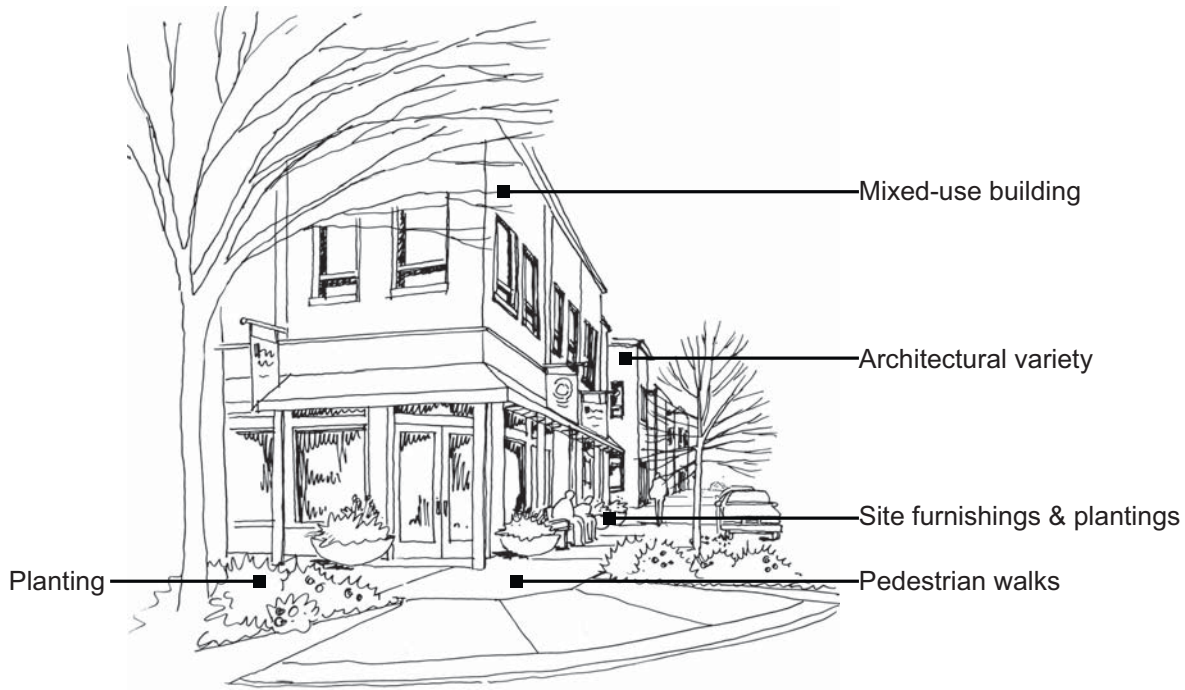 Mixed-use building
Architectural variety
Site furnishings & plantings
Planting
Pedestrian walks